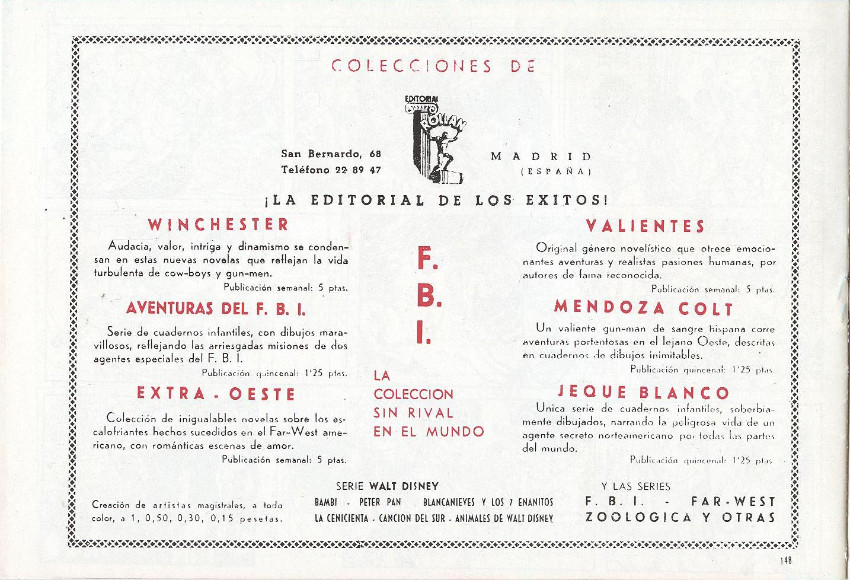 COLECCIONES DE
EDITORIAL
ROLLAN
San Bernardo, 68
Teléfono 22 89 47
MADRID
(ESPAÑA)
¡LA EDITORIAL DE LOS EXITOS!
WINCHESTER
Audacia, valor, intriga y dinamismo se conden-
san en estas nuevas novelas que reflejan la vida
turbulenta de cow-boys y gun-men.
Publicación semanal: 5 ptas.
AVENTURAS DEL F. B. I.
Serie de cuadernos infantiles, con dibujos mara-
villosos, reflejando las arriesgadas misiones de dos
agentes especiales del F. B. I.
Publicación quincenal: 1'25 ptas.
EXTRA - OESTE
Colección de inigualables novelas sobre los es-
calofriantes hechos sucedidos en el Far-West ame-
ricano, con románticas escenas de amor.
Publicación semanal: 5 ptas.
F.
B.
I.
LA
COLECCION
SIN RIVAL
EN EL MUNDO
VALIENTES
Original género novelístico que ofrece emocio-
nantes aventuras y realistas pasiones humanas, por
autores de fama reconocida.
Publicación semanal: 5 ptas.
MENDOZA COLT
Un valiente gun-man de sangre hispana corre
aventuras portentosas en el lejano Oeste, descritas
en cuadernos de dibujos inimitables.
Publicación quincenal: 1'25 ptas.
JEQUE BLANCO
Unica serie de cuadernos infantiles, soberbia-
mente dibujados, narrando la peligrosa vida de un
agente secreto norteamericano por todas las partes
del mundo.
Publicación quincenal: 1'25 ptas.
Creación de artistas magistrales, a todo
color, a 1, 0,50, 0,30, 0,15 pesetas.
SERIE WALT DISNEY
BAMBI - PETER PAN BLANCANIEVES Y LOS 7 ENANITOS
LA CENICIENTA - CANCION DEL SUR - ANIMALES DE WALT DISNEY
Y LAS SERIES
F. B. I. - FAR-WEST
ZOOLOGICA Y OTRAS
148